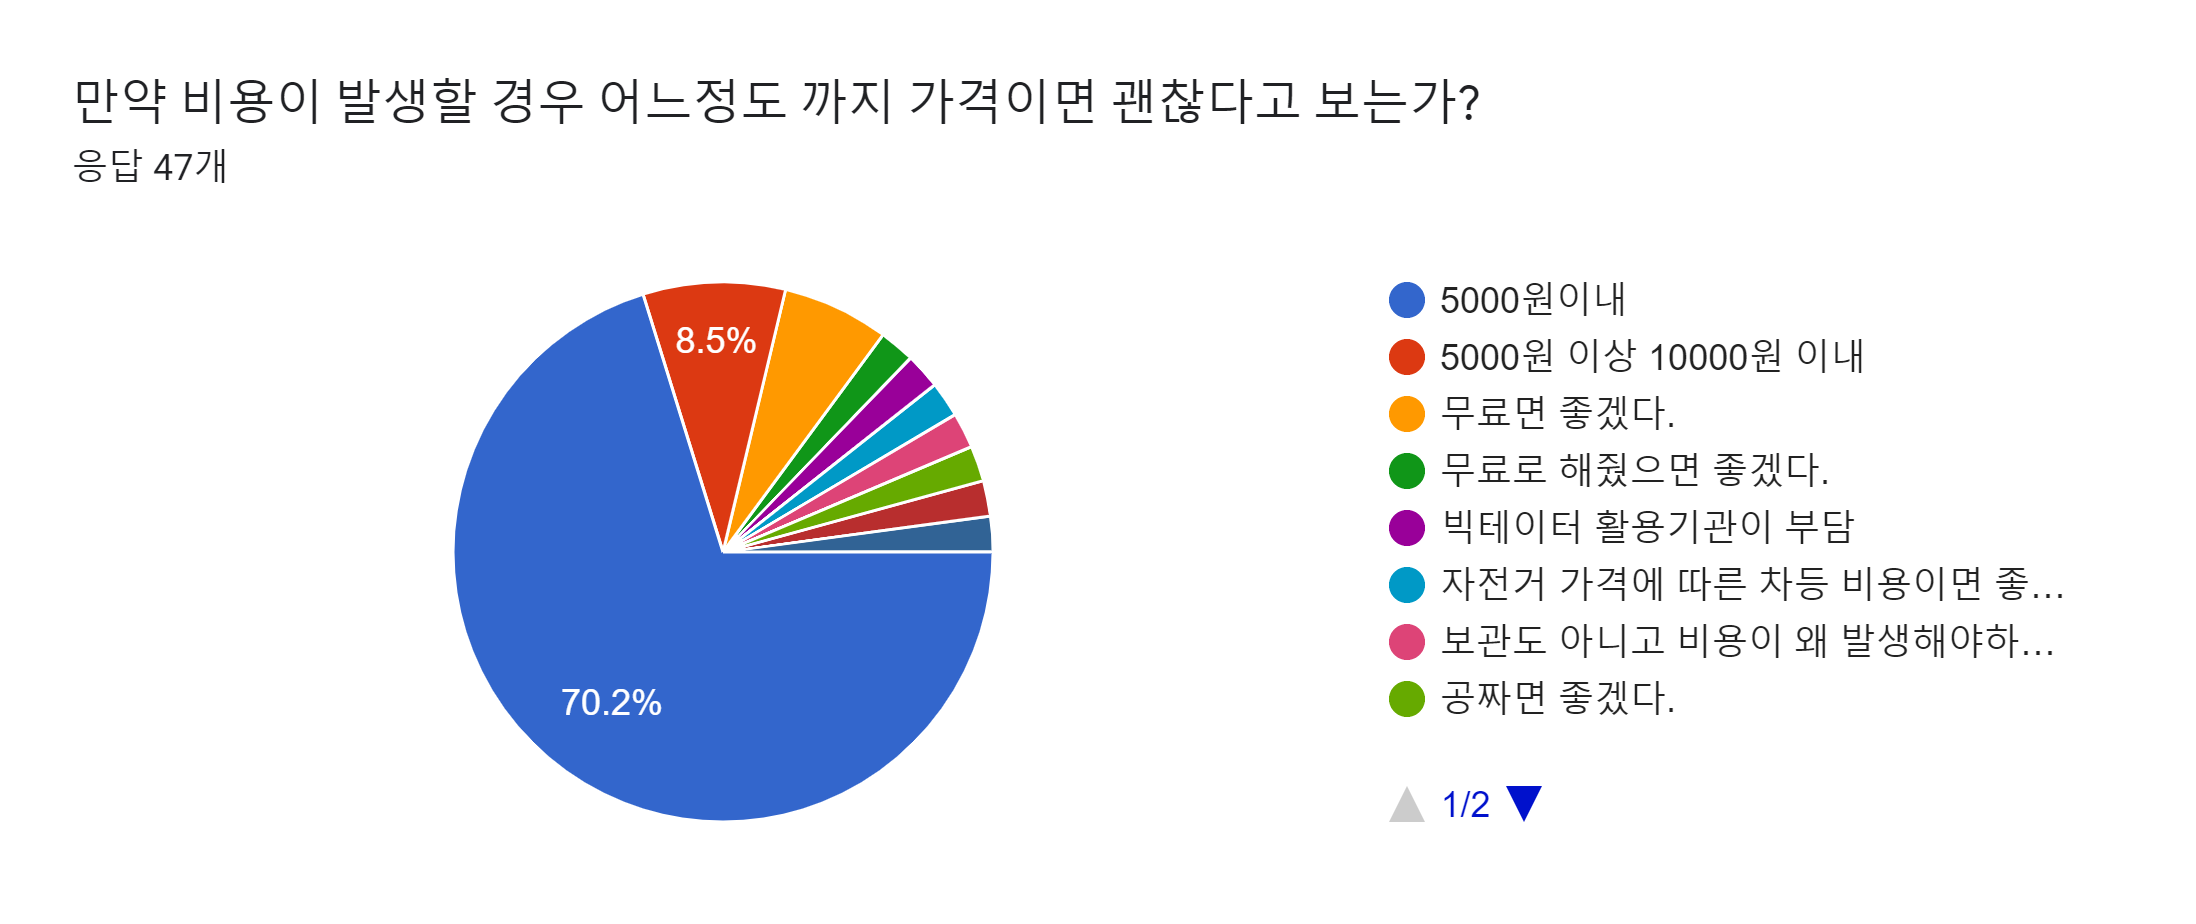 만약 비용이 발생할 경우 어느정도 까지 가격이면 괜찮다고 보는가?
응답 47개
8.5%
70.2%
5000원이내
5000원 이상 10000원 이내
무료면 좋겠다.
무료로 해줬으면 좋겠다.
빅테이터 활용기관이 부담
자전거 가격에 따른 차등 비용이면 좋…
보관도 아니고 비용이 왜 발생해야하…
공짜면 좋겠다.
1/2